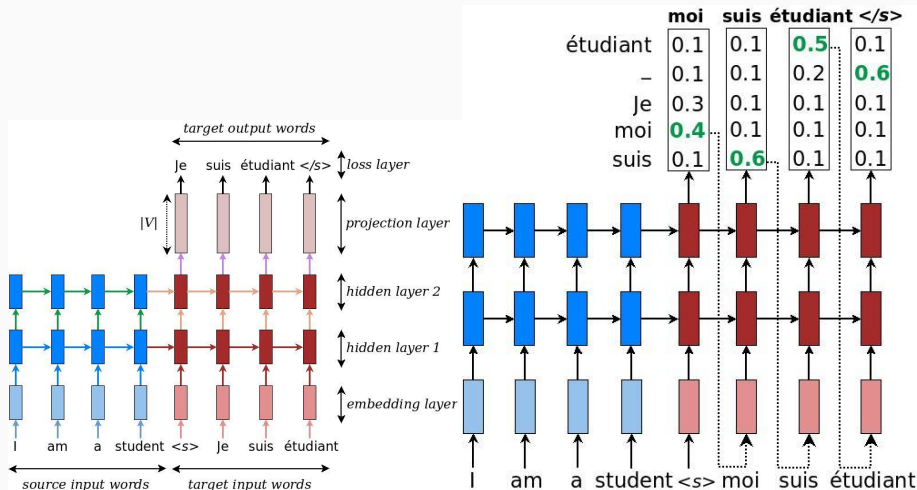 target output words
Je suis étudiant </s> loss layer
|V| projection layer
hidden layer 2
hidden layer 1
embedding layer
I am a student <s> Je suis étudiant
source input words target input words
moi suis étudiant </s>
étudiant 0.1 0.1 0.5 0.1
– 0.1 0.1 0.2 0.6
Je 0.3 0.1 0.1 0.1
moi 0.4 0.1 0.1 0.1
suis 0.1 0.6 0.1 0.1
I am a student <s> moi suis étudiant